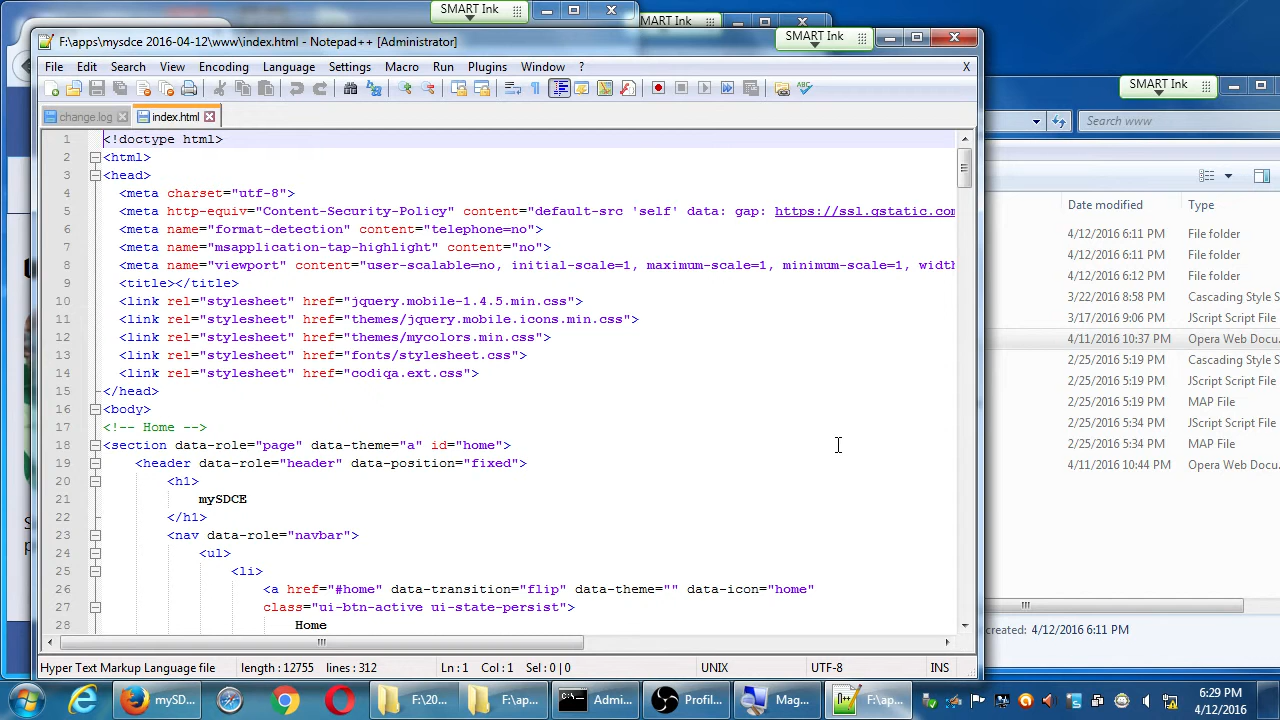 SMART Ink
SMART Ink
F:\apps\mysdce 2016-04-12\www\index.html - Notepad++ [Administrator]
SMART Ink
SMART Ink
File Edit Search View Encoding Language Settings Macro Run Plugins Window ? X
Search www
change.log index.html
1 <!doctype html>
2 <html>
3 <head>
4 <meta charset="utf-8">
5 <meta http-equiv="Content-Security-Policy" content="default-src 'self' data: gap: https://ssl.gstatic.com
6 <meta name="format-detection" content="telephone=no">
7 <meta name="msapplication-tap-highlight" content="no">
8 <meta name="viewport" content="user-scalable=no, initial-scale=1, maximum-scale=1, minimum-scale=1, width
9 <title></title>
10 <link rel="stylesheet" href="jquery.mobile-1.4.5.min.css">
11 <link rel="stylesheet" href="themes/jquery.mobile.icons.min.css">
12 <link rel="stylesheet" href="themes/mycolors.min.css">
13 <link rel="stylesheet" href="fonts/stylesheet.css">
14 <link rel="stylesheet" href="codiqa.ext.css">
15 </head>
16 <body>
17 <!-- Home -->
18 <section data-role="page" data-theme="a" id="home">
19 <header data-role="header" data-position="fixed">
20 <h1>
21 mySDCE
22 </h1>
23 <nav data-role="navbar">
24 <ul>
25 <li>
26 <a href="#home" data-transition="flip" data-theme="" data-icon="home"
27 class="ui-btn-active ui-state-persist">
28 Home
Date modified Type
4/12/2016 6:11 PM File folder
4/12/2016 6:11 PM File folder
4/12/2016 6:12 PM File folder
3/22/2016 8:58 PM Cascading Style S
3/17/2016 9:06 PM JScript Script File
4/11/2016 10:37 PM Opera Web Docu
2/25/2016 5:19 PM Cascading Style S
2/25/2016 5:19 PM JScript Script File
2/25/2016 5:19 PM MAP File
2/25/2016 5:34 PM JScript Script File
2/25/2016 5:34 PM MAP File
4/11/2016 10:44 PM Opera Web Docu
created: 4/12/2016 6:11 PM
Hyper Text Markup Language file length : 12755 lines : 312 Ln : 1 Col : 1 Sel : 0 | 0 UNIX UTF-8 INS
mySD... F:\20... F:\ap... Admi... Profil... Mag... F:\ap...
6:29 PM
4/12/2016